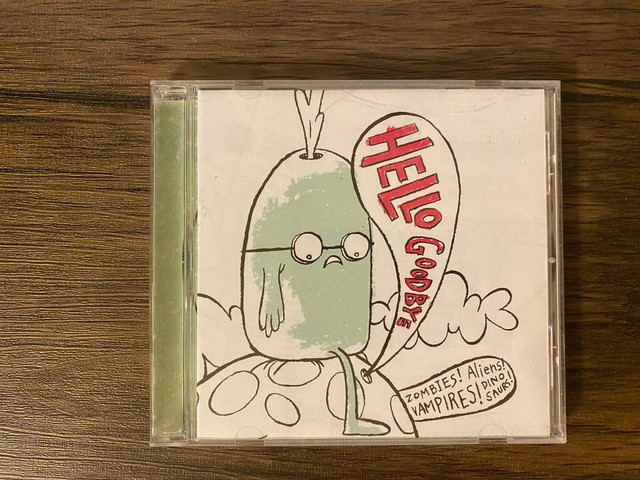 HELLO GOODBYE
ZOMBIES! Aliens!
VAMPIRES! DINO
SAURS!